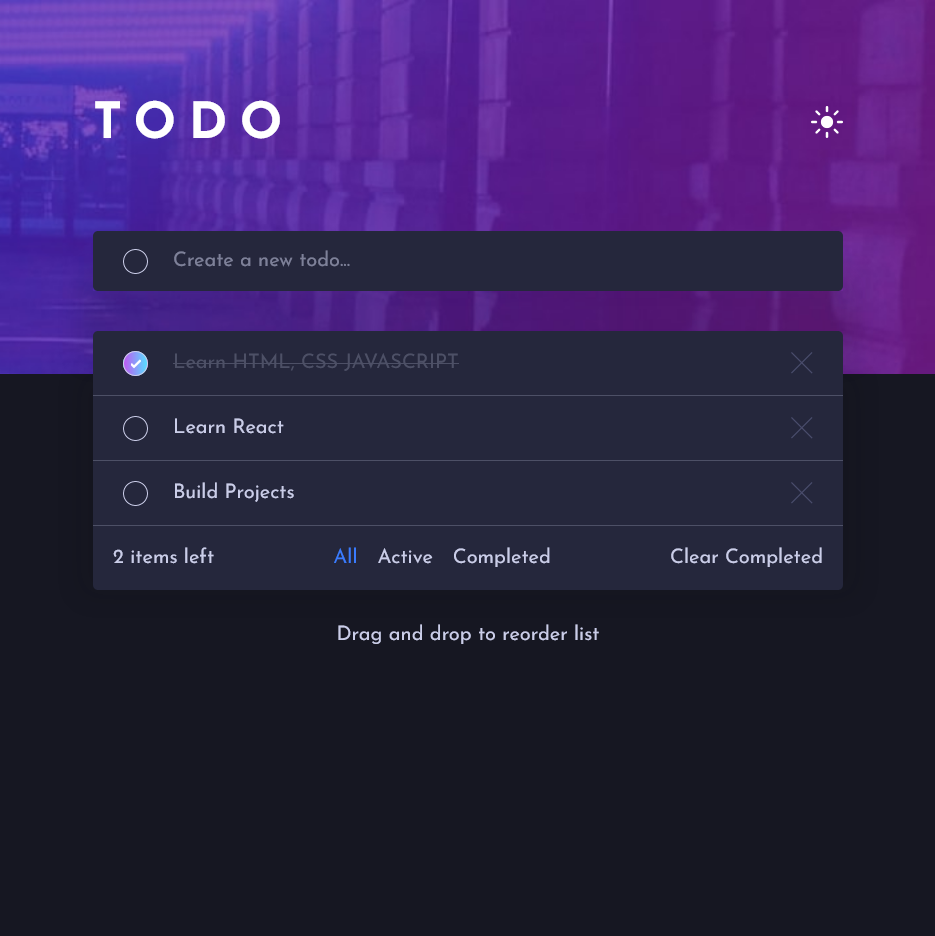 TODO
Create a new todo...
Learn HTML, CSS JAVASCRIPT
Learn React
Build Projects
2 items left All Active Completed Clear Completed
Drag and drop to reorder list